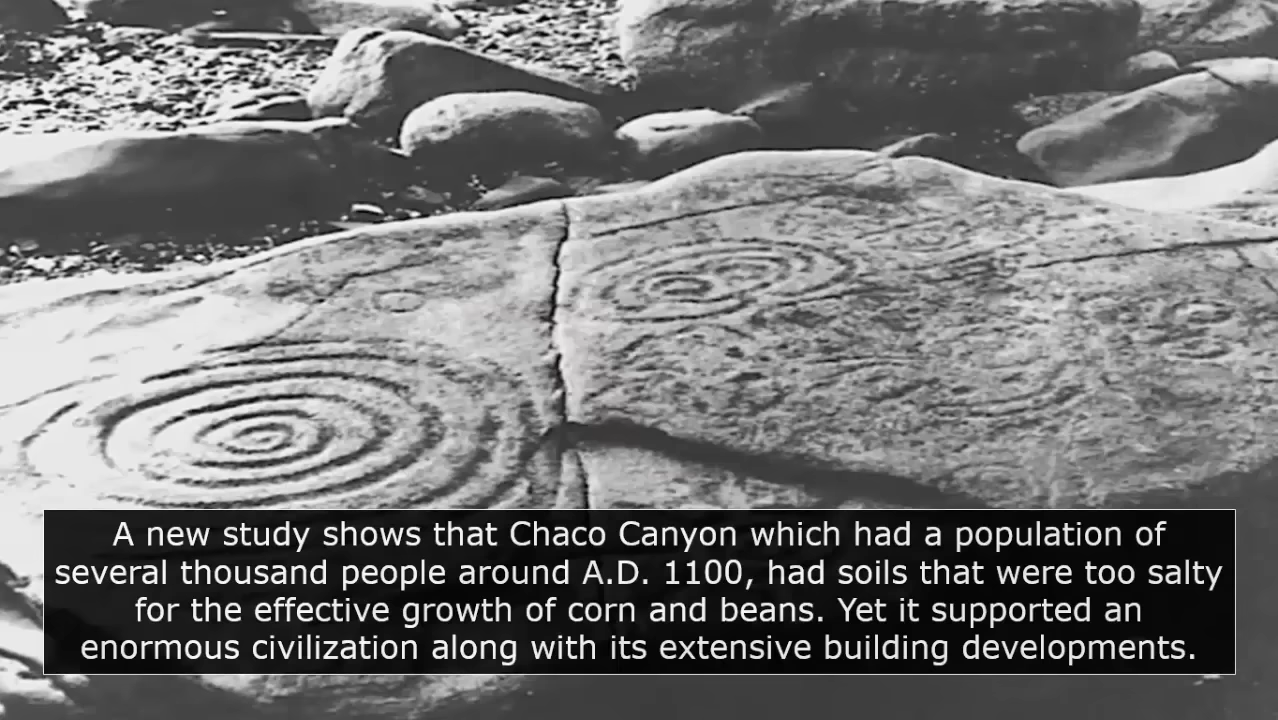 A new study shows that Chaco Canyon which had a population of
several thousand people around A.D. 1100, had soils that were too salty
for the effective growth of corn and beans. Yet it supported an
enormous civilization along with its extensive building developments.